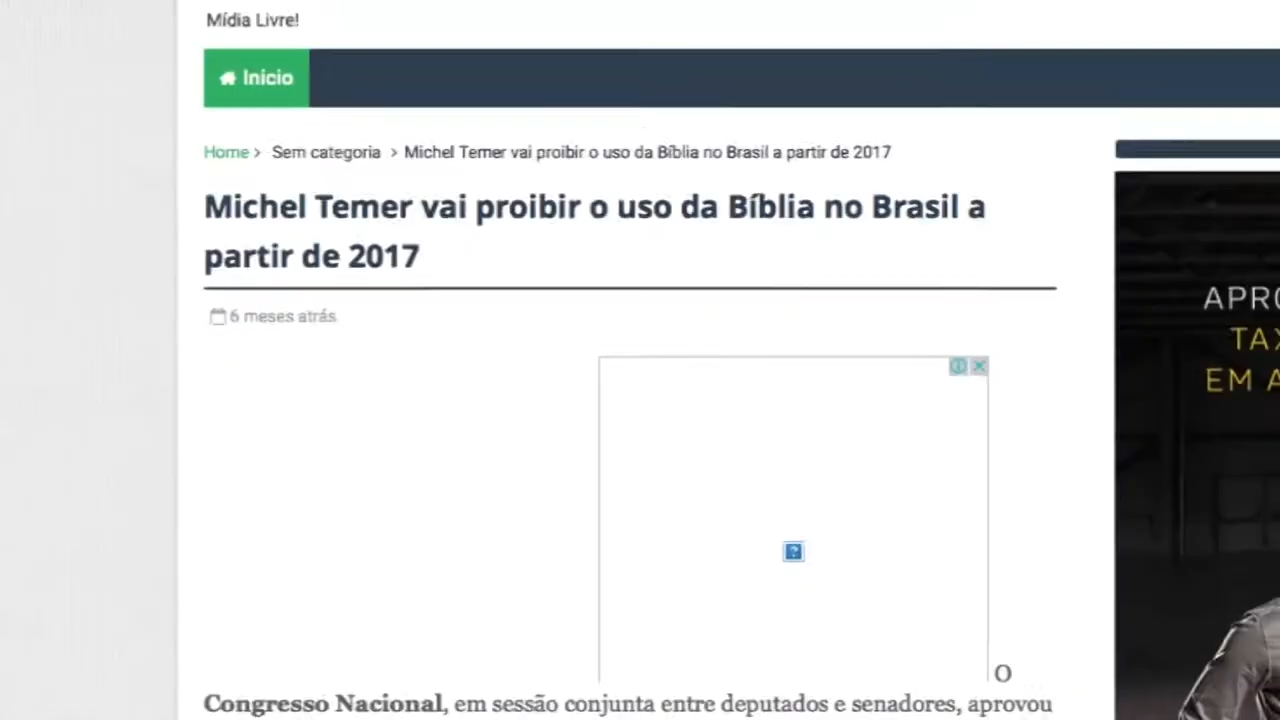 Mídia Livre!
Inicio
Home > Sem categoria > Michel Temer vai proibir o uso da Bíblia no Brasil a partir de 2017
Michel Temer vai proibir o uso da Bíblia no Brasil a
partir de 2017
6 meses atrás
APRO
TAX
EM A
O
Congresso Nacional, em sessão conjunta entre deputados e senadores, aprovou